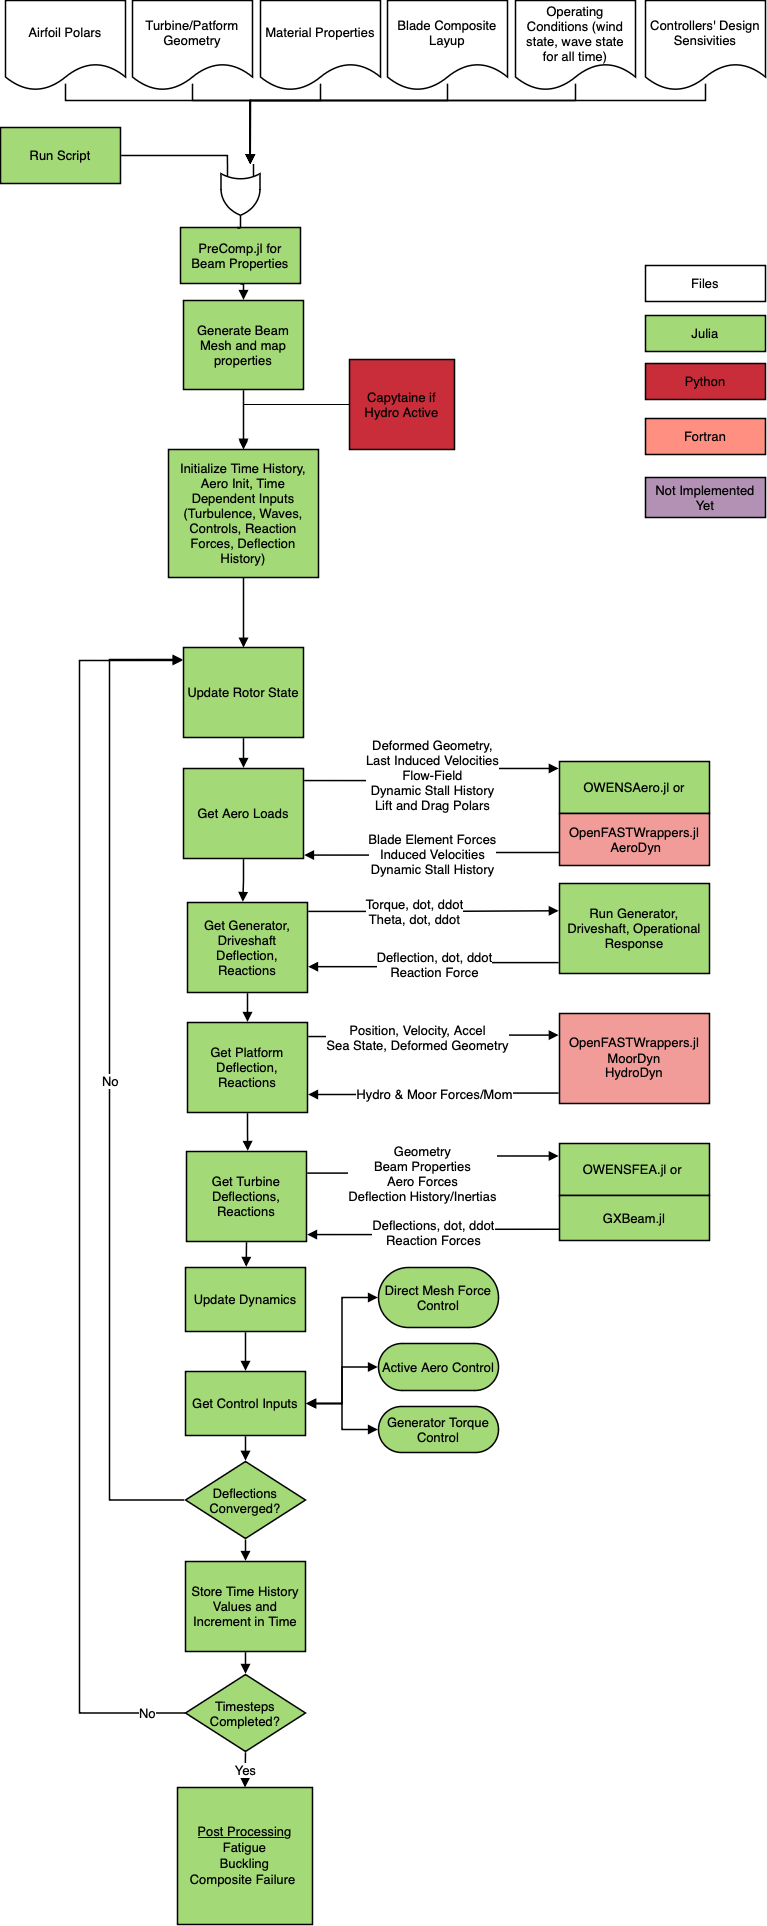 Airfoil Polars
Turbine/Patform
Geometry
Material Properties
Blade Composite
Layup
Operating
Conditions (wind
state, wave state
for all time)
Controllers' Design
Sensivities
Run Script
PreComp.jl for
Beam Properties
Files
Generate Beam
Mesh and map
properties
Julia
Capytaine if
Hydro Active
Python
Fortran
Initialize Time History,
Aero Init, Time
Dependent Inputs
(Turbulence, Waves,
Controls, Reaction
Forces, Deflection
History)
Not Implemented
Yet
Update Rotor State
Get Aero Loads
Deformed Geometry,
Last Induced Velocities
Flow-Field
Dynamic Stall History
Lift and Drag Polars
OWENSAero.jl or
Blade Element Forces
Induced Velocities
Dynamic Stall History
OpenFASTWrappers.jl
AeroDyn
Get Generator,
Driveshaft
Deflection,
Reactions
Torque, dot, ddot
Theta, dot, ddot
Run Generator,
Driveshaft, Operational
Response
Deflection, dot, ddot
Reaction Force
Get Platform
Deflection,
Reactions
Position, Velocity, Accel
Sea State, Deformed Geometry
OpenFASTWrappers.jl
MoorDyn
HydroDyn
Hydro & Moor Forces/Mom
No
Get Turbine
Deflections,
Reactions
Geometry
Beam Properties
Aero Forces
Deflection History/Inertias
OWENSFEA.jl or
GXBeam.jl
Deflections, dot, ddot
Reaction Forces
Update Dynamics
Direct Mesh Force
Control
Active Aero Control
Get Control Inputs
Generator Torque
Control
Deflections
Converged?
Store Time History
Values and
Increment in Time
Timesteps
Completed?
No
Yes
Post Processing
Fatigue
Buckling
Composite Failure